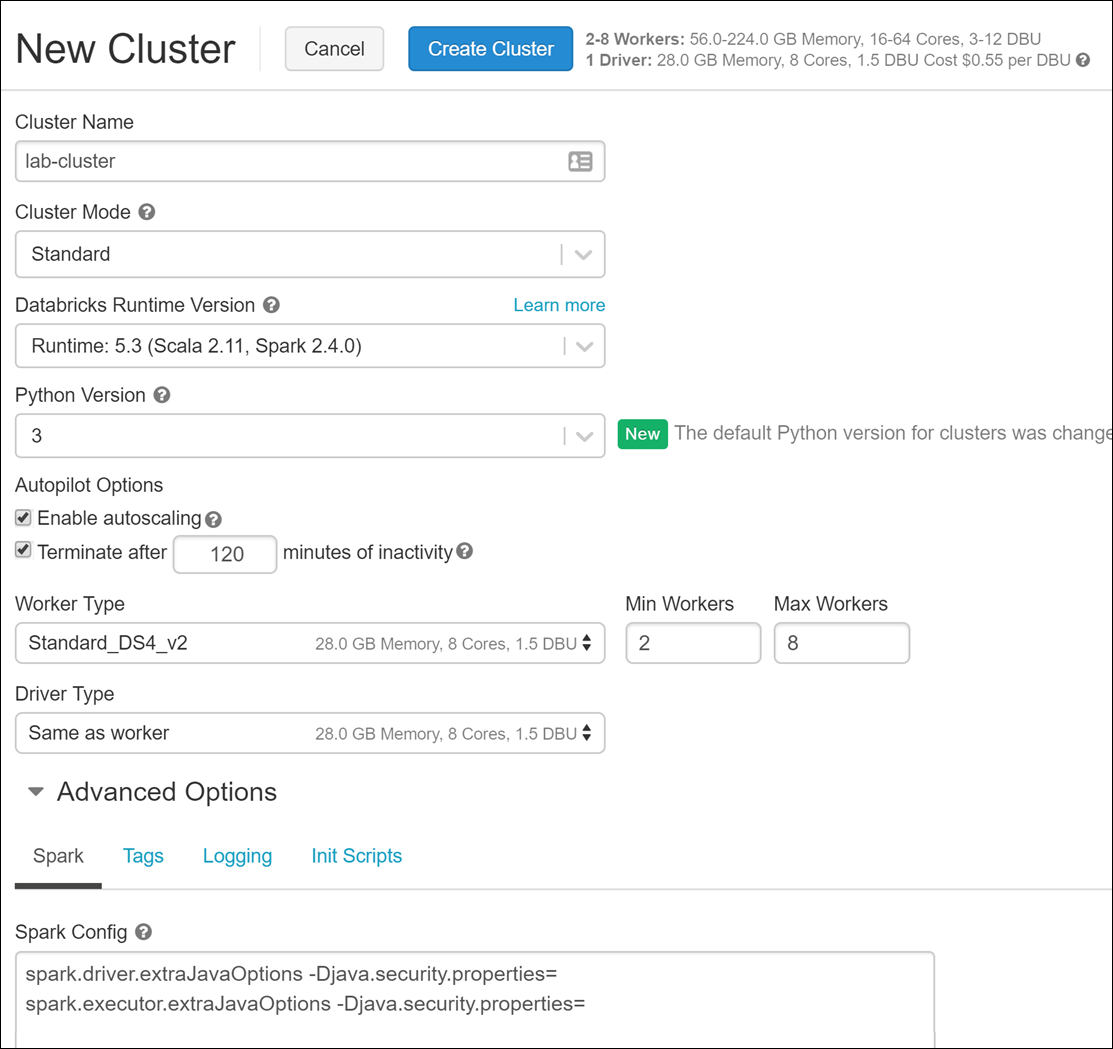 New Cluster
Cancel
Create Cluster
2-8 Workers: 56.0-224.0 GB Memory, 16-64 Cores, 3-12 DBU
1 Driver: 28.0 GB Memory, 8 Cores, 1.5 DBU Cost $0.55 per DBU ?
Cluster Name
lab-cluster
Cluster Mode ?
Standard
Databricks Runtime Version ? Learn more
Runtime: 5.3 (Scala 2.11, Spark 2.4.0)
Python Version ?
3
New The default Python version for clusters was change
Autopilot Options
Enable autoscaling ?
Terminate after 120 minutes of inactivity ?
Worker Type Min Workers Max Workers
Standard_DS4_v2 28.0 GB Memory, 8 Cores, 1.5 DBU 2 8
Driver Type
Same as worker 28.0 GB Memory, 8 Cores, 1.5 DBU
Advanced Options
Spark Tags Logging Init Scripts
Spark Config ?
spark.driver.extraJavaOptions -Djava.security.properties=
spark.executor.extraJavaOptions -Djava.security.properties=